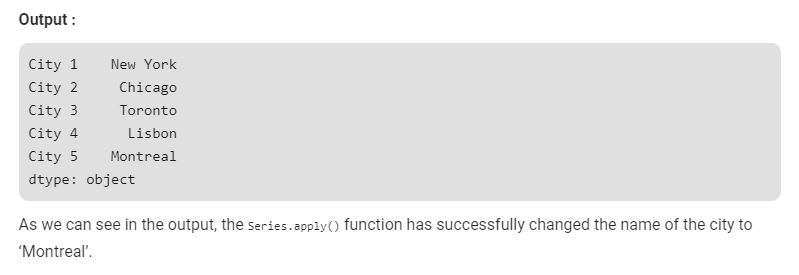 Output :
City 1    New York
City 2     Chicago
City 3     Toronto
City 4      Lisbon
City 5    Montreal
dtype: object
As we can see in the output, the Series.apply() function has successfully changed the name of the city to
‘Montreal’.